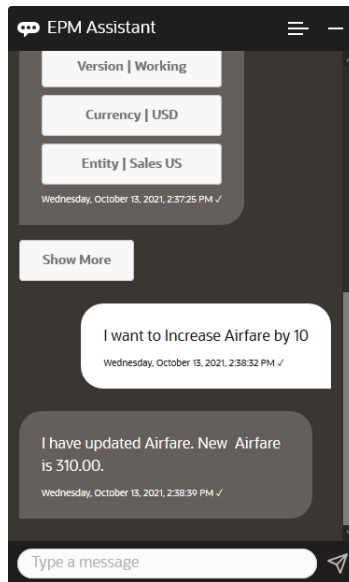 EPM Assistant
Version | Working
Currency | USD
Entity | Sales US
Wednesday, October 13, 2021, 2:37:25 PM ✓
Show More
I want to Increase Airfare by 10
Wednesday, October 13, 2021, 2:38:32 PM ✓
I have updated Airfare. New Airfare
is 310.00.
Wednesday, October 13, 2021, 2:38:39 PM ✓
Type a message